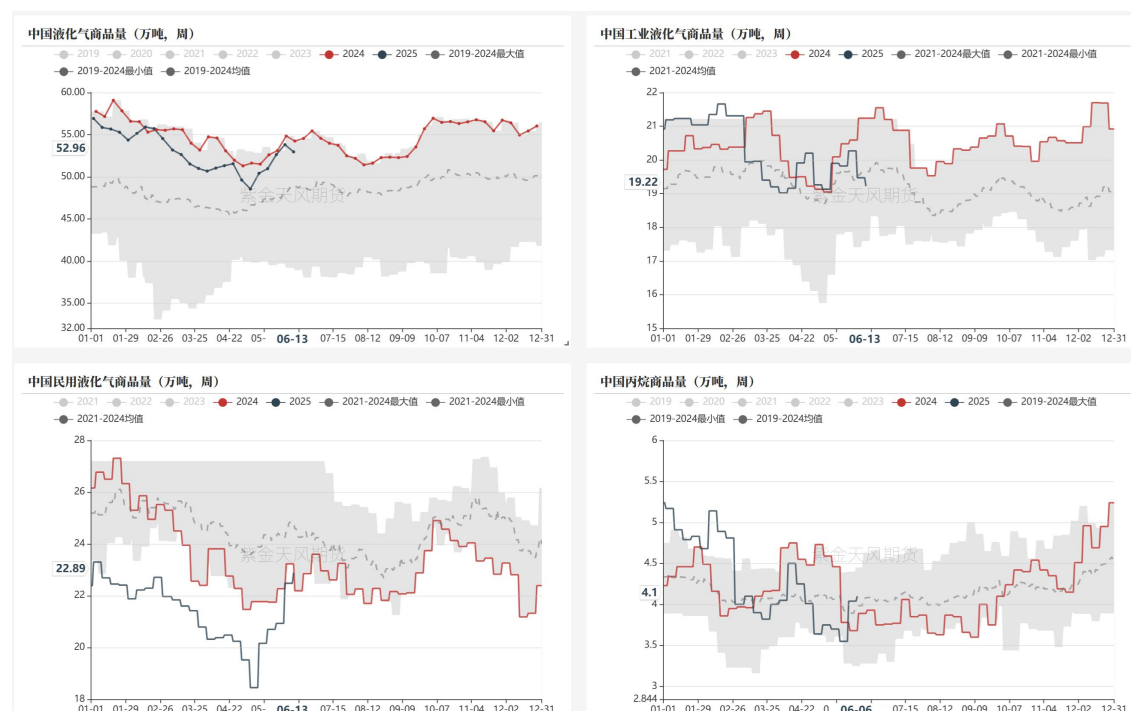 中国液化气商品量（万吨，周）
2019 2020 2021 2022 2023 2024 2025 2019-2024最大值
2019-2024最小值 2019-2024均值
60.00
55.00
52.96
50.00
45.00
40.00
35.00
32.00
紫金天风期货
01-01 01-29 02-26 03-25 04-22 05- 06-13 07-15 08-12 09-09 10-07 11-04 12-02 12-31
中国工业液化气商品量（万吨，周）
2021 2022 2023 2024 2025 2021-2024最大值 2021-2024最小值
2021-2024均值
22
21
20
19.22
19
18
17
16
15
紫金天风期货
01-01 01-29 02-26 03-25 04-22 05- 06-13 07-15 08-12 09-09 10-07 11-04 12-02 12-31
中国民用液化气商品量（万吨，周）
2021 2022 2023 2024 2025 2021-2024最大值 2021-2024最小值
2021-2024均值
28
26
24
22.89
22
20
18
紫金天风期货
01-01 01-29 02-26 03-25 04-22 05- 06-13 07-15 08-12 09-09 10-07 11-04 12-02 12-31
中国丙烷商品量（万吨，周）
2019 2020 2021 2022 2023 2024 2025 2019-2024最大值
2019-2024最小值 2019-2024均值
6
5.5
5
4.5
4.1
4
3.5
3
2.844
紫金天风期货
01-01 01-29 02-26 03-25 04-22 0 06-06 07-15 08-12 09-09 10-07 11-04 12-02 12-31